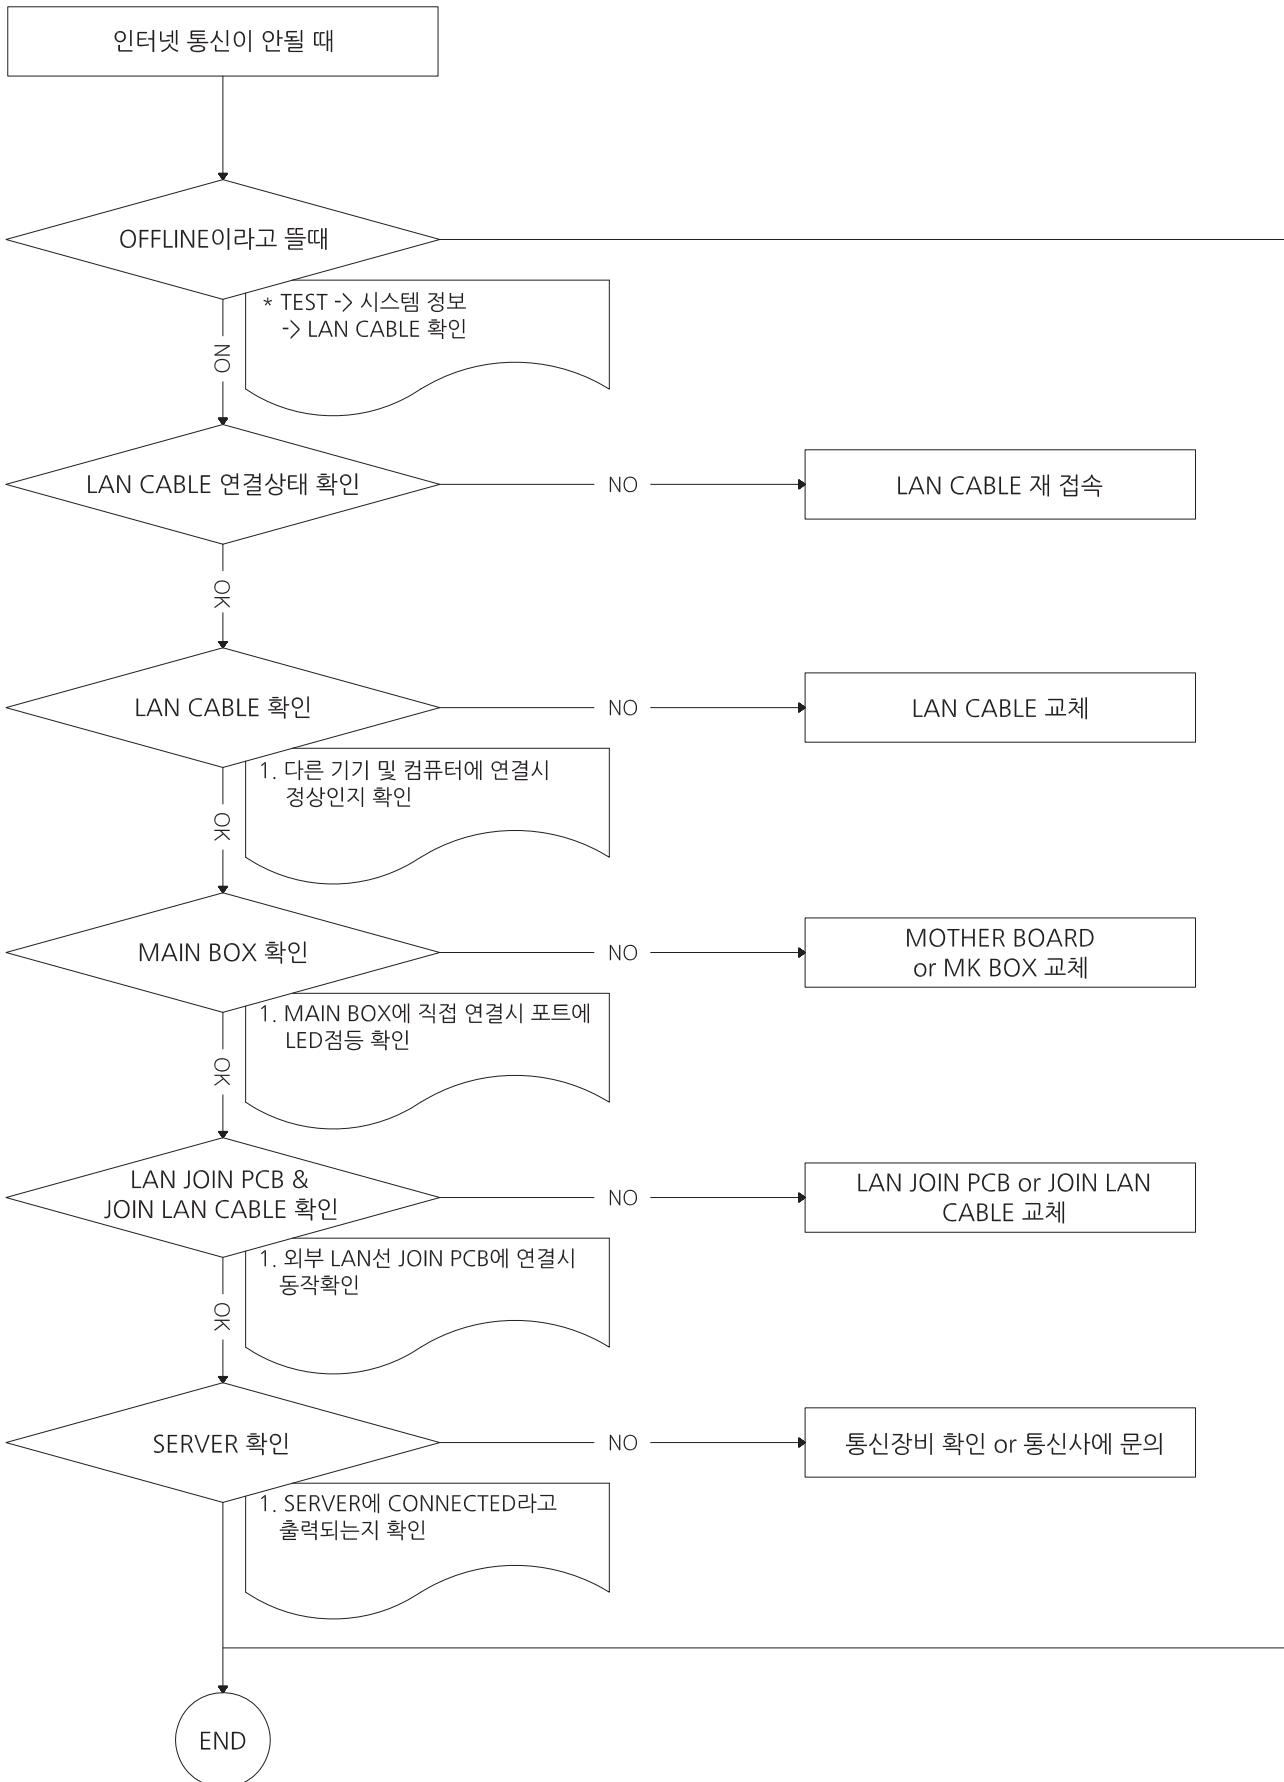 인터넷 통신이 안될 때
OFFLINE이라고 뜰때
* TEST -> 시스템 정보
-> LAN CABLE 확인
NO
LAN CABLE 연결상태 확인
NO
LAN CABLE 재 접속
OK
LAN CABLE 확인
NO
LAN CABLE 교체
1. 다른 기기 및 컴퓨터에 연결시
정상인지 확인
OK
MAIN BOX 확인
NO
MOTHER BOARD
or MK BOX 교체
1. MAIN BOX에 직접 연결시 포트에
LED점등 확인
OK
LAN JOIN PCB &
JOIN LAN CABLE 확인
NO
LAN JOIN PCB or JOIN LAN
CABLE 교체
1. 외부 LAN선 JOIN PCB에 연결시
동작확인
OK
SERVER 확인
NO
통신장비 확인 or 통신사에 문의
1. SERVER에 CONNECTED라고
출력되는지 확인
END